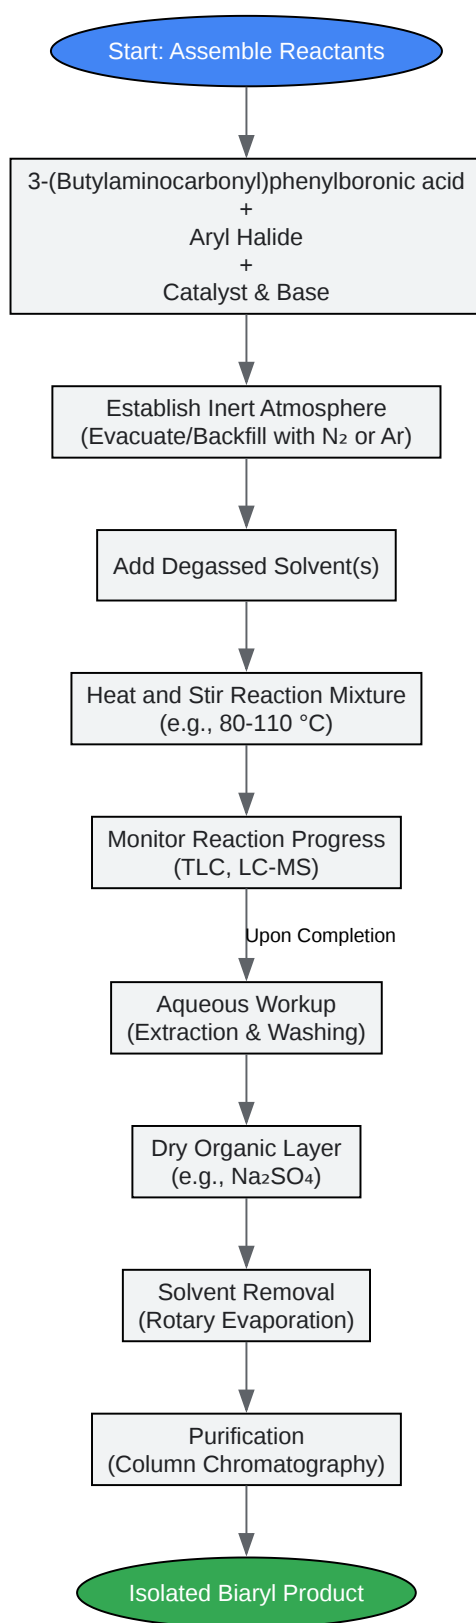 Start: Assemble Reactants
3-(Butylaminocarbonyl)phenylboronic acid
+
Aryl Halide
+
Catalyst & Base
Establish Inert Atmosphere
(Evacuate/Backfill with N₂ or Ar)
Add Degassed Solvent(s)
Heat and Stir Reaction Mixture
(e.g., 80-110 °C)
Monitor Reaction Progress
(TLC, LC-MS)
Upon Completion
Aqueous Workup
(Extraction & Washing)
Dry Organic Layer
(e.g., Na₂SO₄)
Solvent Removal
(Rotary Evaporation)
Purification
(Column Chromatography)
Isolated Biaryl Product